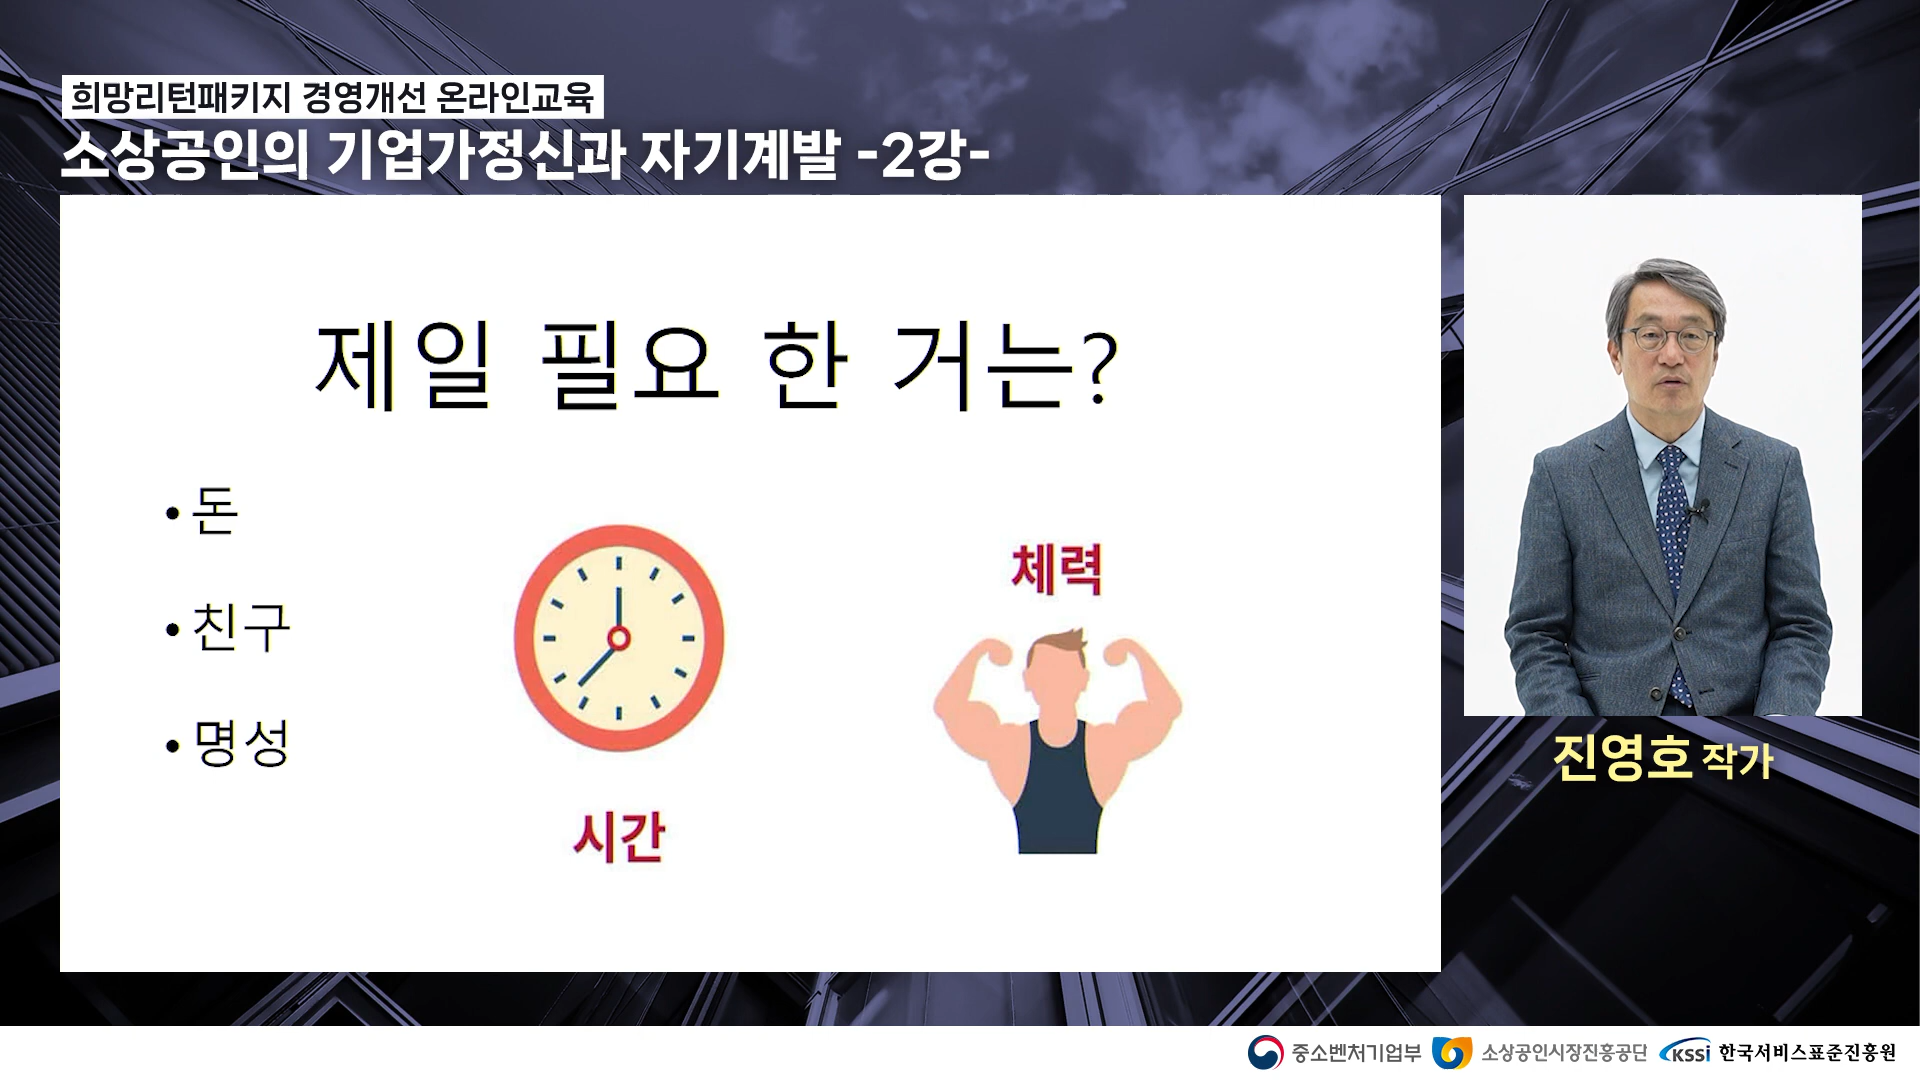 희망리턴패키지 경영개선 온라인교육
소상공인의 기업가정신과 자기계발 -2강-
제일 필요 한 거는?
• 돈
• 친구
• 명성
시간
체력
진영호 작가
중소벤처기업부 소상공인시장진흥공단 KSSi 한국서비스표준진흥원